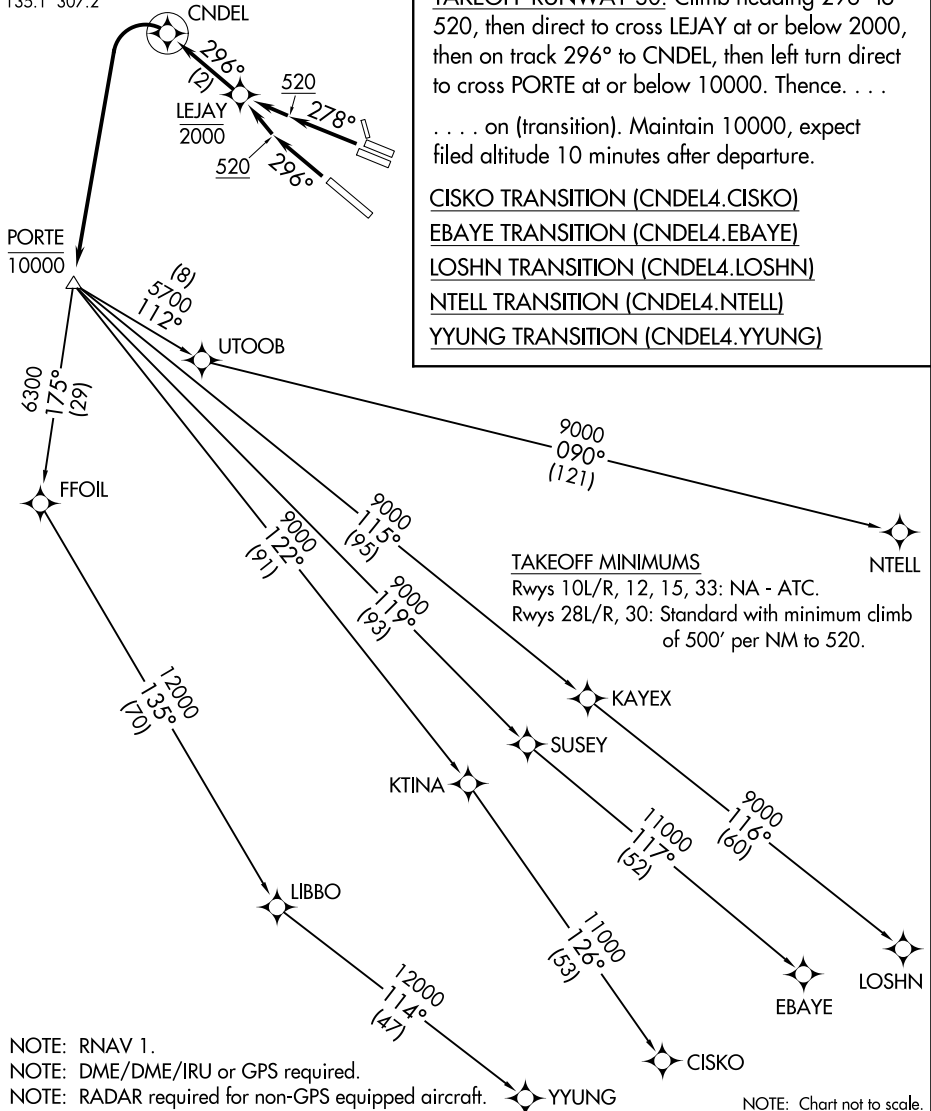 135.1 307.2
CNDEL
296°
(2)
LEJAY
2000
520
278°
520
296°
TAKEOFF RUNWAY 30: Climb heading 296° to
520, then direct to cross LEJAY at or below 2000,
then on track 296° to CNDEL, then left turn direct
to cross PORTE at or below 10000. Thence. . . .
. . . . on (transition). Maintain 10000, expect
filed altitude 10 minutes after departure.
CISKO TRANSITION (CNDEL4.CISKO)
EBAYE TRANSITION (CNDEL4.EBAYE)
LOSHN TRANSITION (CNDEL4.LOSHN)
NTELL TRANSITION (CNDEL4.NTELL)
YYUNG TRANSITION (CNDEL4.YYUNG)
PORTE
10000
(8)
5700
112°
UTOOB
6300
175°
(29)
FFOIL
9000
090°
(121)
NTELL
9000
115°
(95)
9000
122°
(91)
9000
119°
(93)
TAKEOFF MINIMUMS
Rwys 10L/R, 12, 15, 33: NA - ATC.
Rwys 28L/R, 30: Standard with minimum climb
of 500' per NM to 520.
12000
135°
(70)
KAYEX
SUSEY
KTINA
9000
116°
(60)
11000
117°
(52)
LIBBO
11000
126°
(53)
LOSHN
EBAYE
12000
114°
(47)
CISKO
NOTE: RNAV 1.
NOTE: DME/DME/IRU or GPS required.
NOTE: RADAR required for non-GPS equipped aircraft.
YYUNG
NOTE: Chart not to scale.